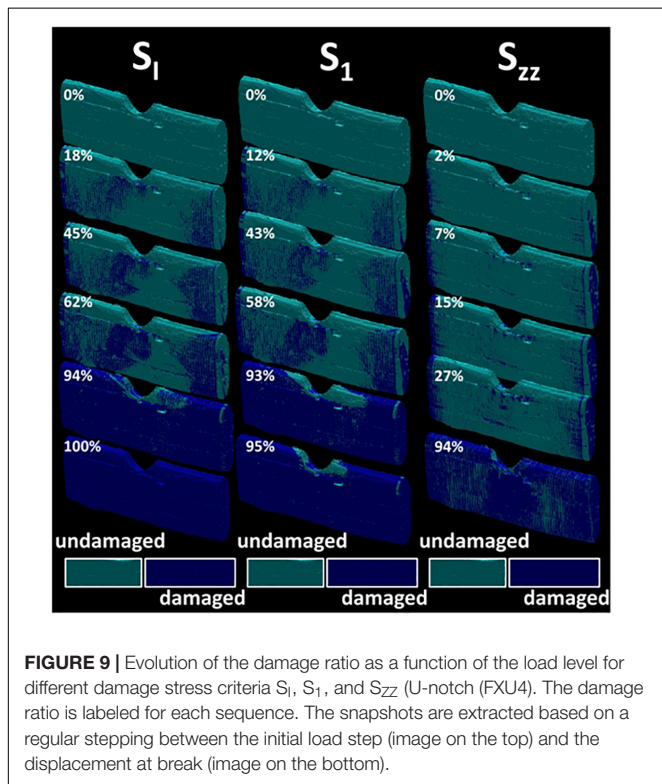 S_I S_1 S_zz
0% 0% 0%
18% 12% 2%
45% 43% 7%
62% 58% 15%
94% 93% 27%
100% 95% 94%
undamaged undamaged undamaged
damaged damaged damaged
FIGURE 9 | Evolution of the damage ratio as a function of the load level for
different damage stress criteria S_I, S_1, and S_ZZ (U-notch (FXU4). The damage
ratio is labeled for each sequence. The snapshots are extracted based on a
regular stepping between the initial load step (image on the top) and the
displacement at break (image on the bottom).